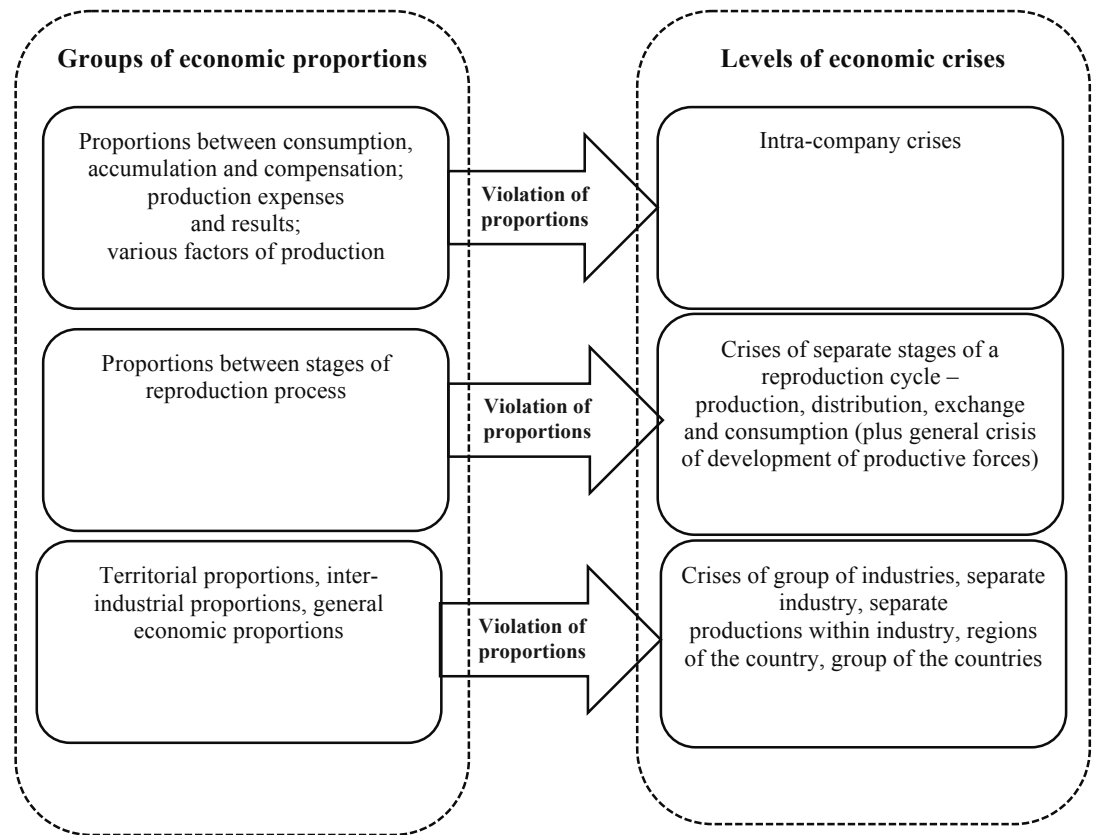 Groups of economic proportions
Levels of economic crises
Proportions between consumption,
accumulation and compensation;
production expenses
and results;
various factors of production
Violation of
proportions
Intra-company crises
Proportions between stages of
reproduction process
Violation of
proportions
Crises of separate stages of a
reproduction cycle –
production, distribution, exchange
and consumption (plus general crisis
of development of productive forces)
Territorial proportions, inter-
industrial proportions, general
economic proportions
Violation of
proportions
Crises of group of industries, separate
industry, separate
productions within industry, regions
of the country, group of the countries